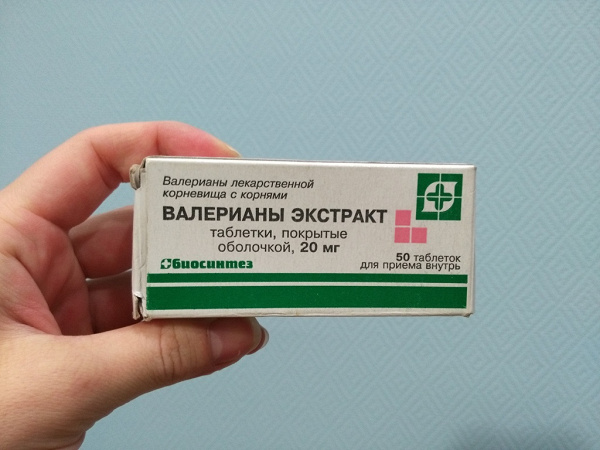 Валерианы лекарственной
корневища с корнями
ВАЛЕРИАНЫ ЭКСТРАКТ
таблетки, покрытые
оболочкой, 20 мг
50 таблеток
для приема внутрь
биосинтез